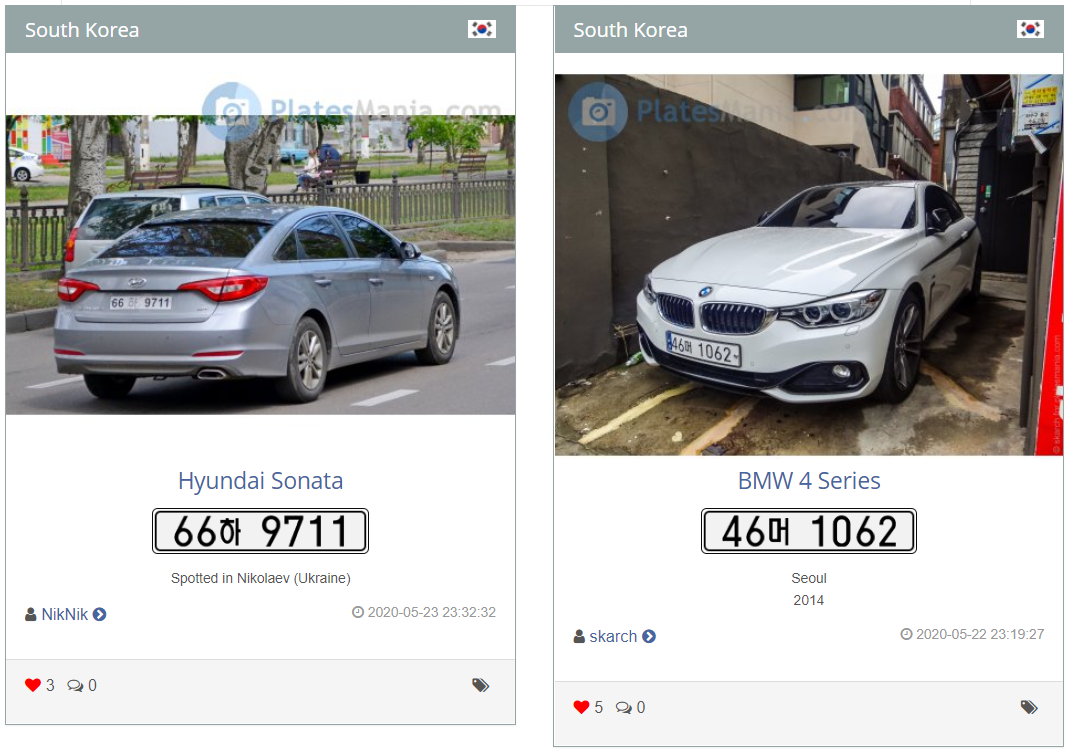 South Korea
PlatesMania.com
66 하 9711
Hyundai Sonata
66하 9711
Spotted in Nikolaev (Ukraine)
NikNik
2020-05-23 23:32:32
3
0
South Korea
PlatesMania.com
46머 1062
BMW 4 Series
46머 1062
Seoul
2014
skarch
2020-05-22 23:19:27
5
0